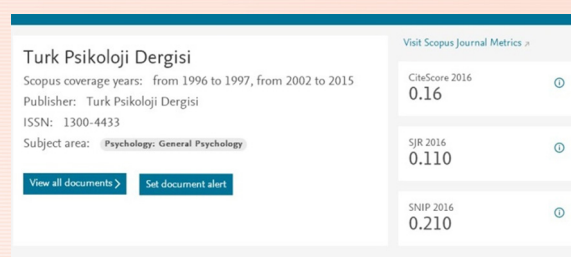 Turk Psikoloji Dergisi
Scopus coverage years: from 1996 to 1997, from 2002 to 2015
Publisher: Turk Psikoloji Dergisi
ISSN: 1300-4433
Subject area: Psychology: General Psychology
View all documents >
Set document alert
Visit Scopus Journal Metrics ↗
CiteScore 2016
0.16
SJR 2016
0.110
SNIP 2016
0.210